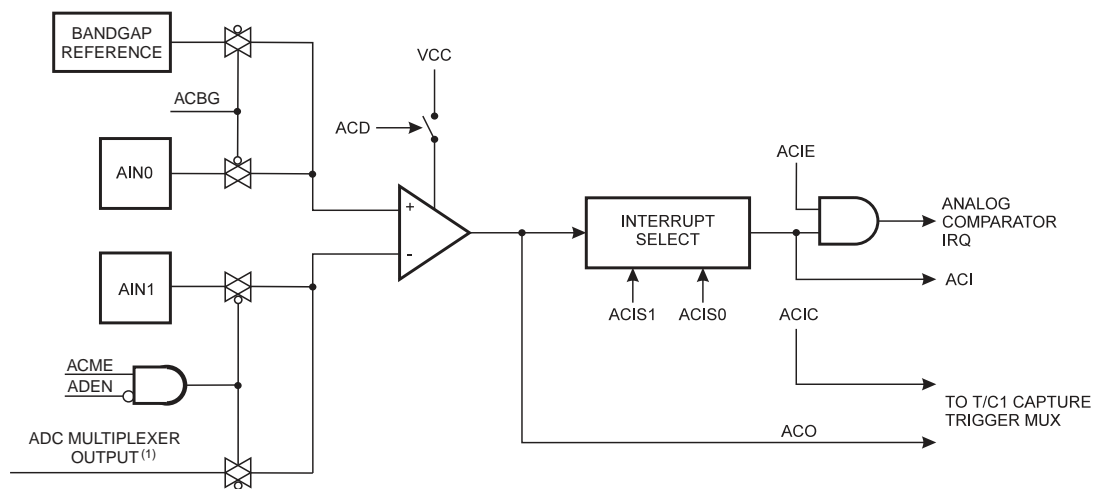 BANDGAP
REFERENCE
VCC
ACBG
ACD
AIN0
ACIE
+
-
INTERRUPT
SELECT
ANALOG
COMPARATOR
IRQ
AIN1
ACI
ACIS1 ACIS0
ACIC
ACME
ADEN
TO T/C1 CAPTURE
TRIGGER MUX
ADC MULTIPLEXER
OUTPUT (1)
ACO